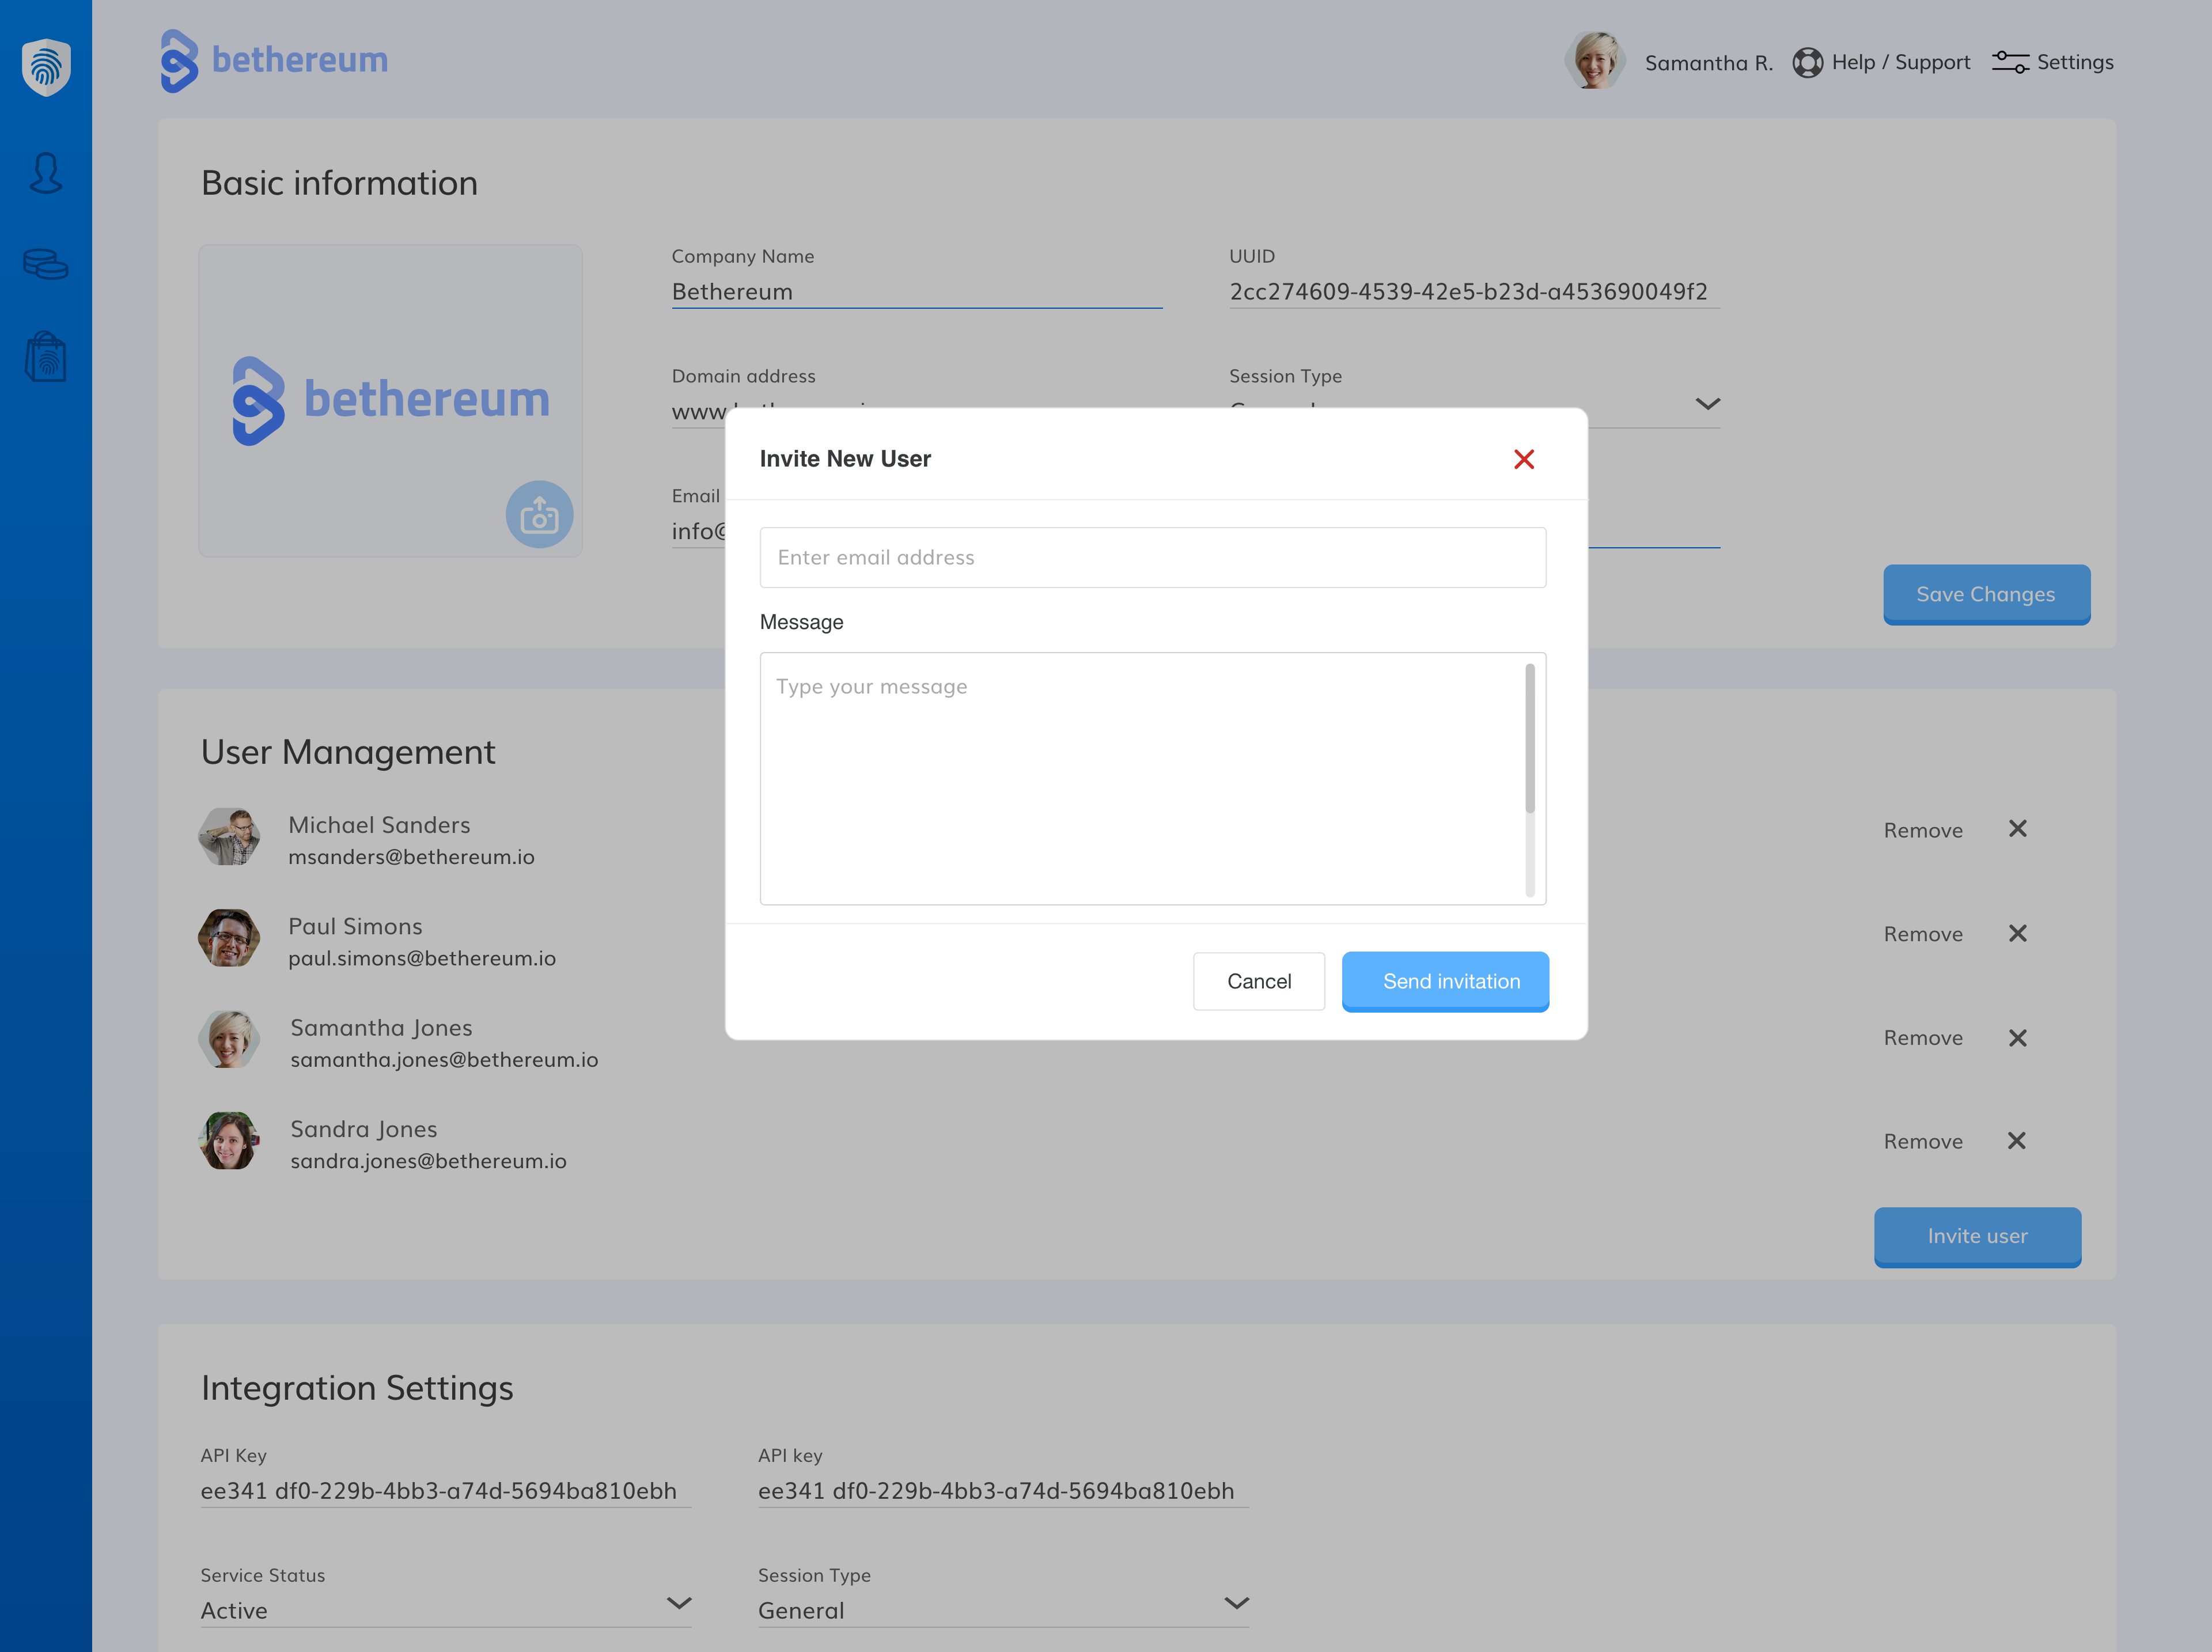 bethereum
Samantha R.
Help / Support
Settings
Basic information
bethereum
Company Name
Bethereum
UUID
2cc274609-4539-42e5-b23d-a453690049f2
Domain address
Session Type
Email
info@
Save Changes
Invite New User
Enter email address
Message
Type your message
Cancel
Send invitation
User Management
Michael Sanders
msanders@bethereum.io
Remove
Paul Simons
paul.simons@bethereum.io
Remove
Samantha Jones
samantha.jones@bethereum.io
Remove
Sandra Jones
sandra.jones@bethereum.io
Remove
Invite user
Integration Settings
API Key
ee341 df0-229b-4bb3-a74d-5694ba810ebh
API key
ee341 df0-229b-4bb3-a74d-5694ba810ebh
Service Status
Active
Session Type
General